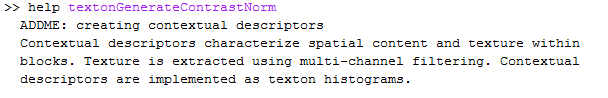 >> help textonGenerateContrastNorm
ADDME: creating contextual descriptors
Contextual descriptors characterize spatial content and texture within
blocks. Texture is extracted using multi-channel filtering. Contextual
descriptors are implemented as texton histograms.